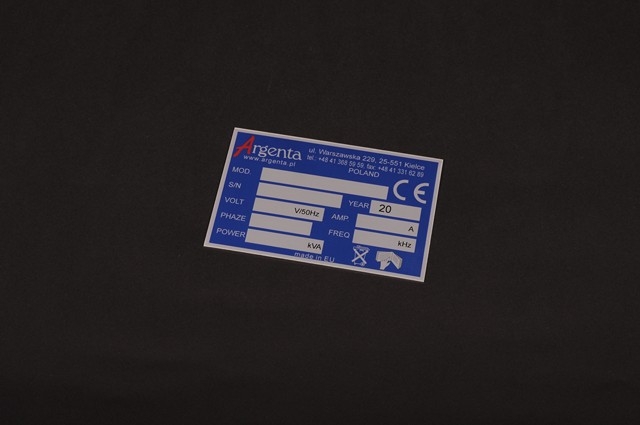 Argenta
www.argenta.pl
ul. Warszawska 229, 25-551 Kielce
tel. +48 41 368 59 59 fax +48 41 331 62 89
POLAND
MOD.
CE
S/N
YEAR 20
VOLT V/50Hz AMP A
PHAZE FREQ kHz
POWER kVA
made in EU